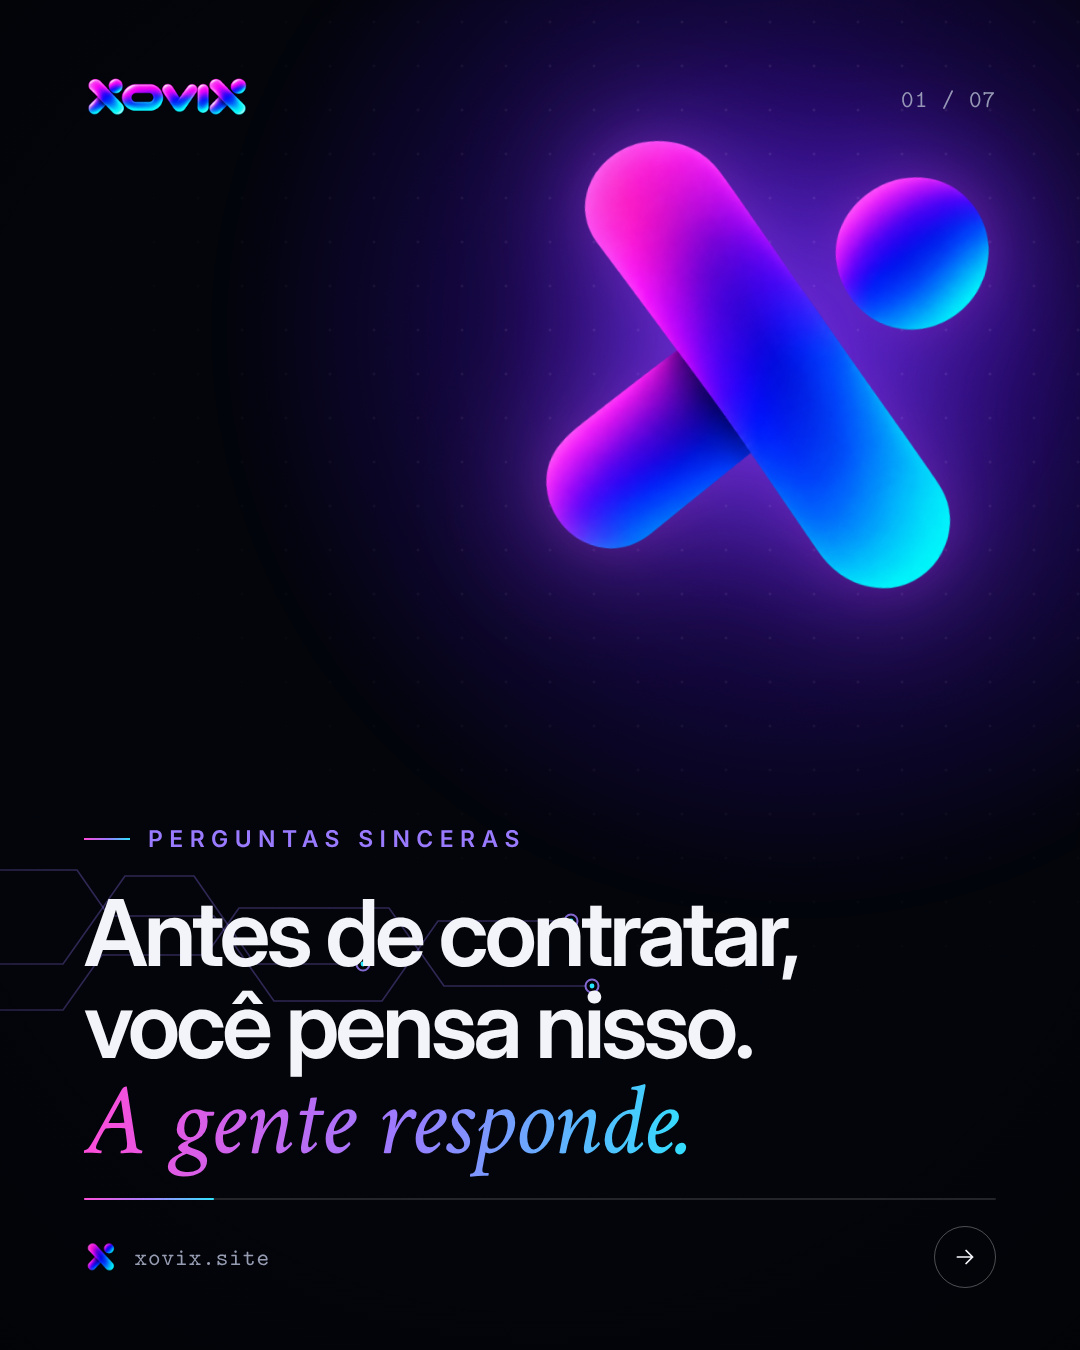 XOVIX
01 / 07
PERGUNTAS SINCERAS
Antes de contratar,
você pensa nisso.
A gente responde.
xovix.site